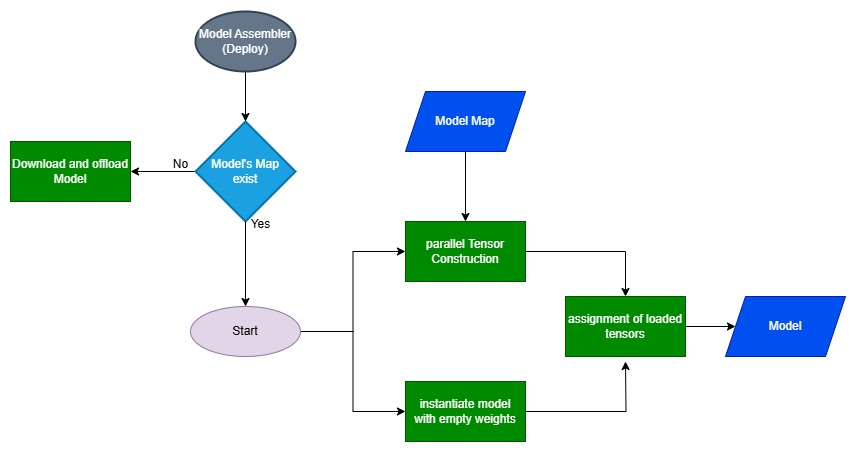 Model Assembler
(Deploy)
Model Map
Download and offload
Model
No
Model's Map
exist
Yes
parallel Tensor
Construction
Start
assignment of loaded
tensors
Model
instantiate model
with empty weights